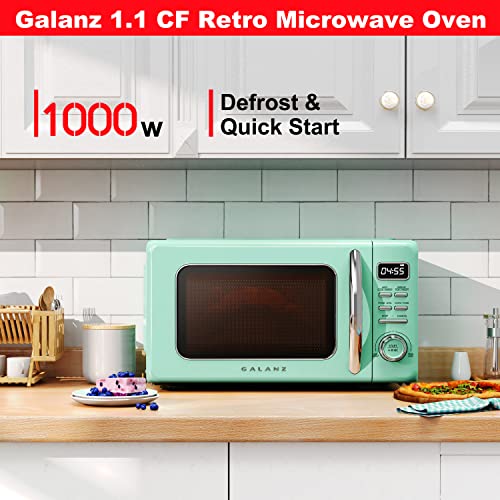 Galanz 1.1 CF Retro Microwave Oven
1000W
Defrost &
Quick Start
04:55
GALANZ